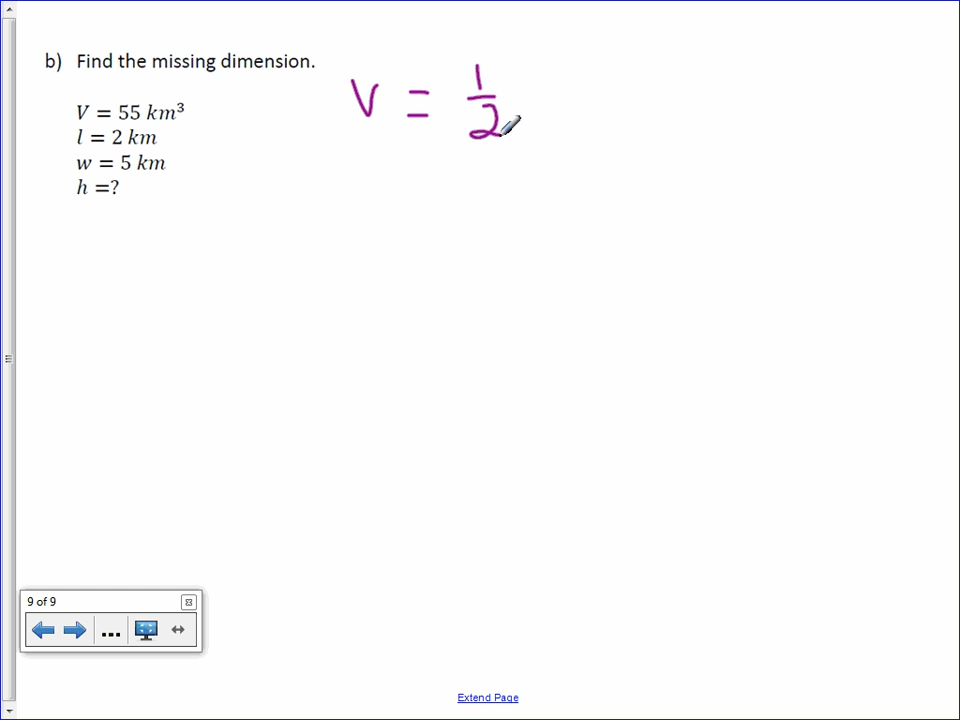 b) Find the missing dimension.
V = 55 km³
l = 2 km
w = 5 km
h =?
V = 1/2
9 of 9
...
Extend Page